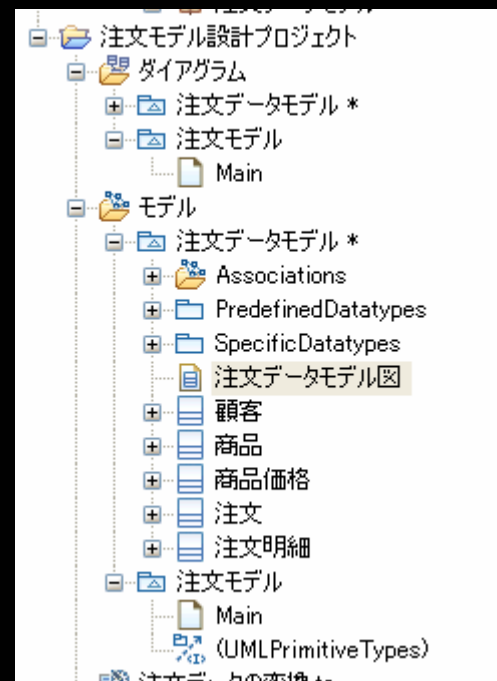 注文モデル設計プロジェクト
ダイアグラム
注文データモデル *
注文モデル
Main
モデル
注文データモデル *
Associations
PredefinedDatatypes
SpecificDatatypes
注文データモデル図
顧客
商品
商品価格
注文
注文明細
注文モデル
Main
(UMLPrimitiveTypes)